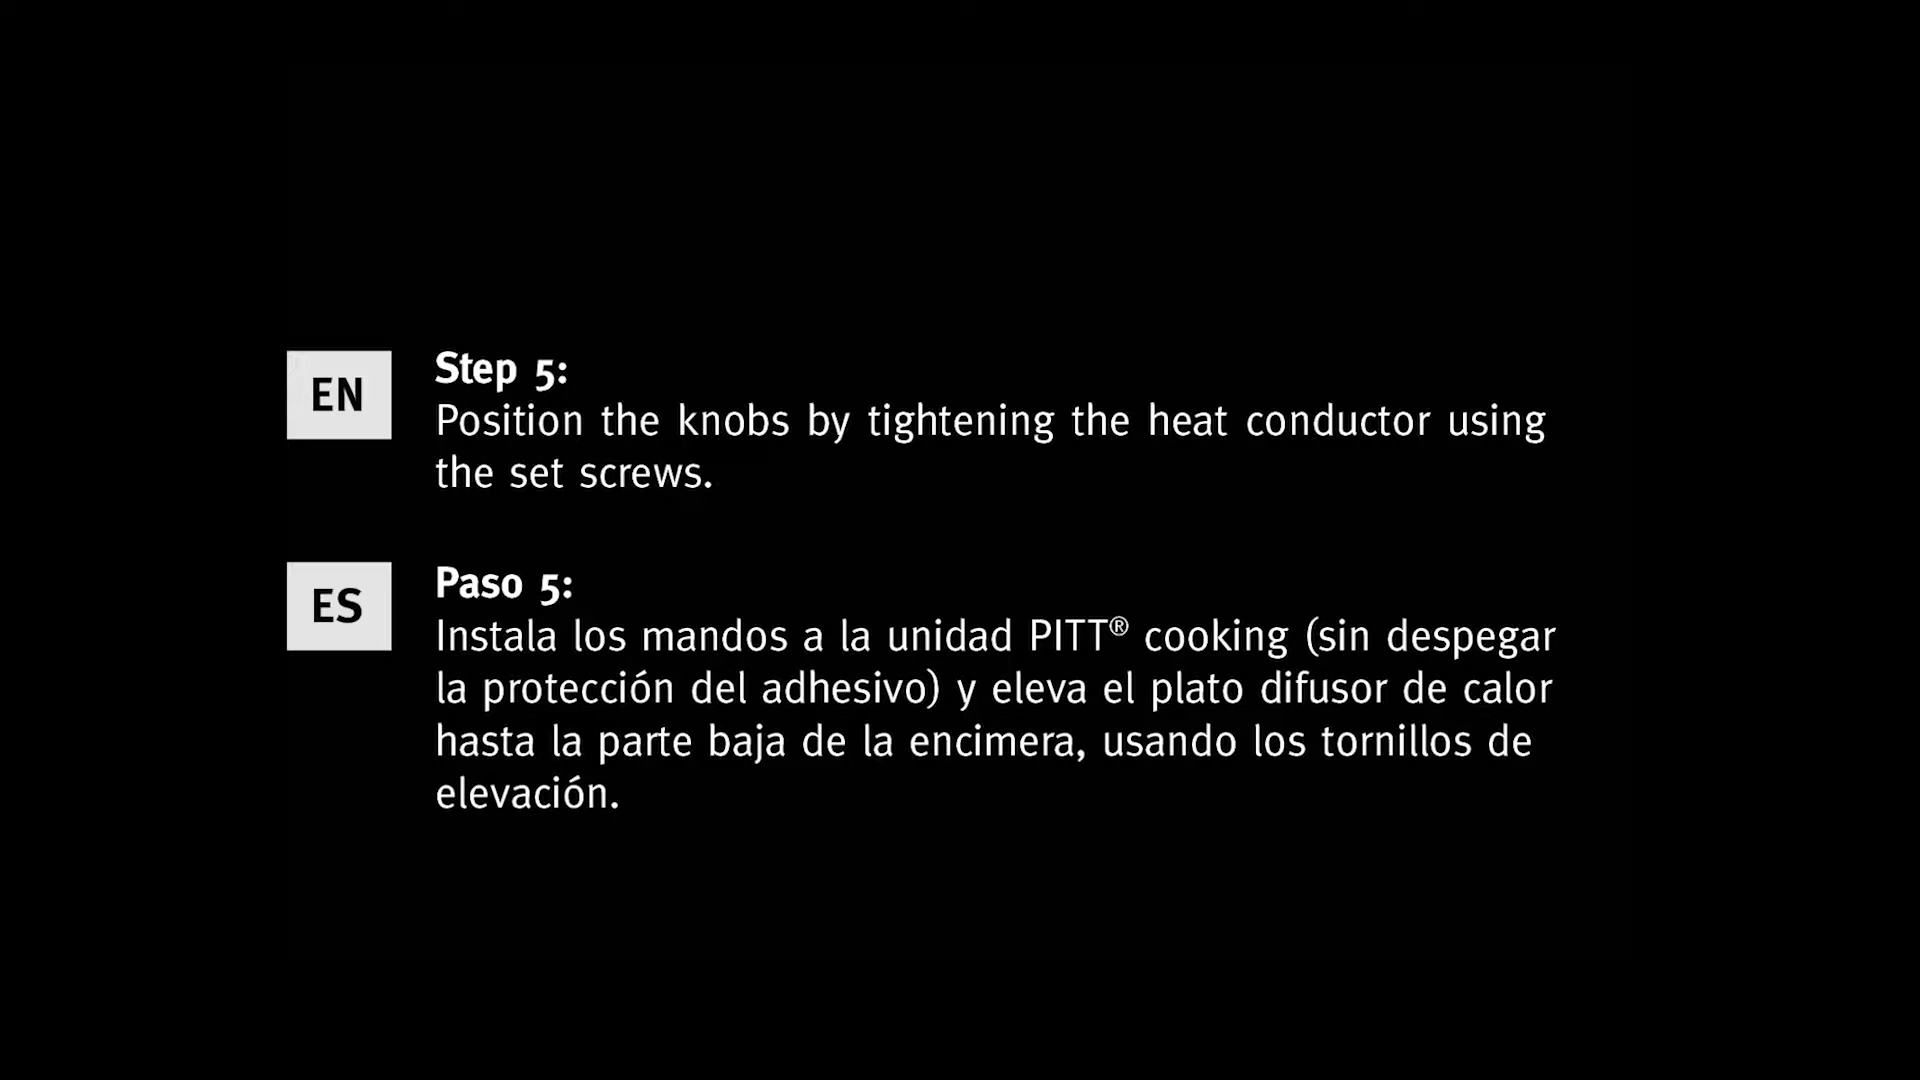 EN
Step 5:
Position the knobs by tightening the heat conductor using
the set screws.
ES
Paso 5:
Instala los mandos a la unidad PITT® cooking (sin despegar
la protección del adhesivo) y eleva el plato difusor de calor
hasta la parte baja de la encimera, usando los tornillos de
elevación.